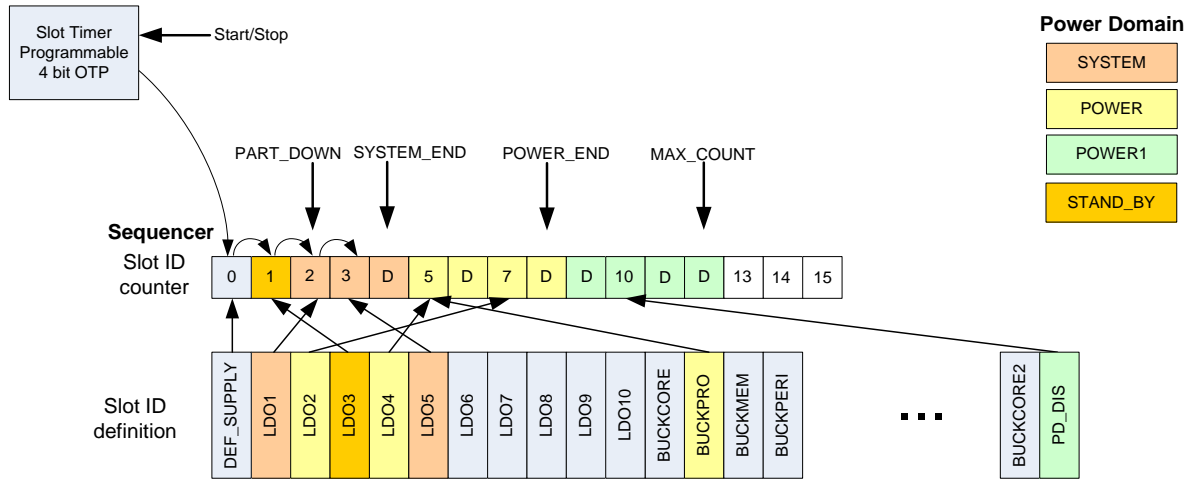 Slot Timer
Programmable
4 bit OTP
Start/Stop
Power Domain
SYSTEM
POWER
POWER1
STAND_BY
PART_DOWN
SYSTEM_END
POWER_END
MAX_COUNT
Sequencer
Slot ID
counter
0 1 2 3 D 5 D 7 D D 10 D D 13 14 15
Slot ID
definition
DEF_SUPPLY
LDO1
LDO2
LDO3
LDO4
LDO5
LDO6
LDO7
LDO8
LDO9
LDO10
BUCKCORE
BUCKPRO
BUCKMEM
BUCKPERI
...
BUCKCORE2
PD_DIS